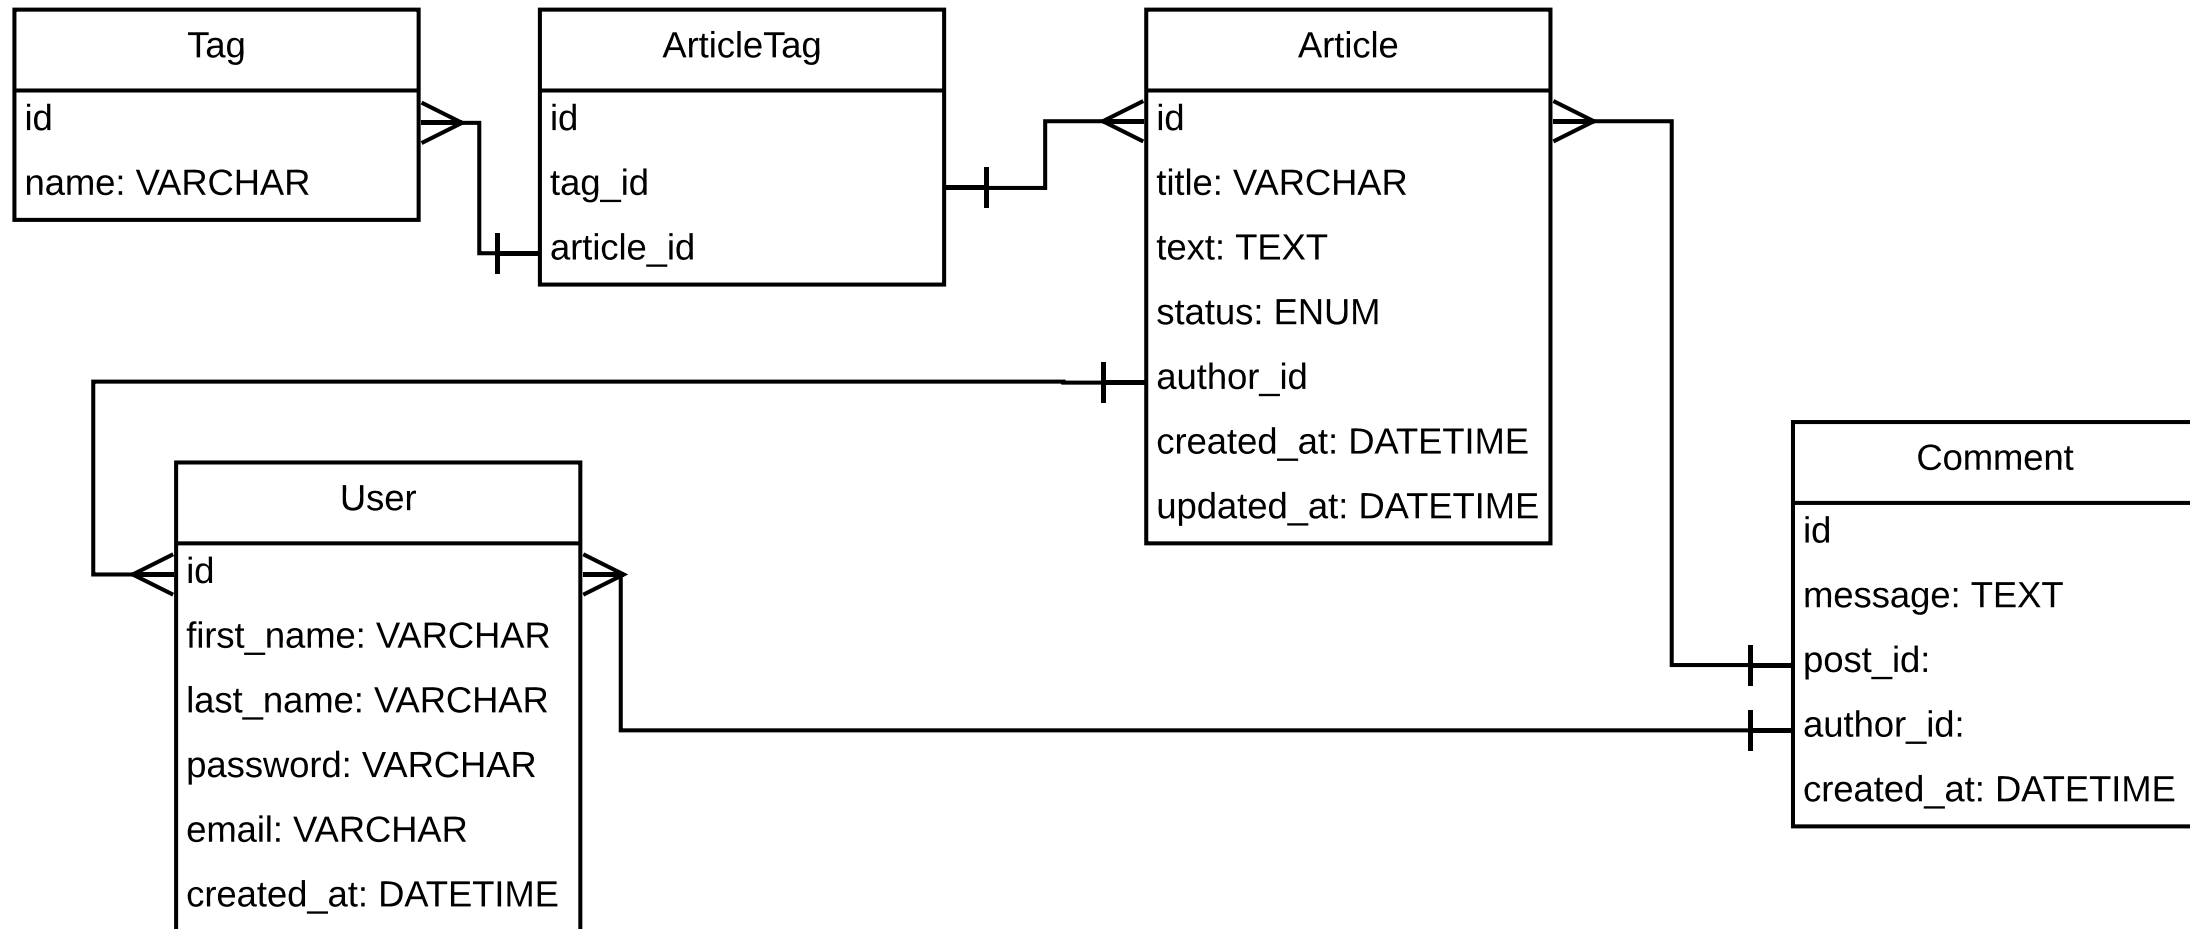 Tag
id
name: VARCHAR
ArticleTag
id
tag_id
article_id
Article
id
title: VARCHAR
text: TEXT
status: ENUM
author_id
created_at: DATETIME
updated_at: DATETIME
User
id
first_name: VARCHAR
last_name: VARCHAR
password: VARCHAR
email: VARCHAR
created_at: DATETIME
Comment
id
message: TEXT
post_id:
author_id:
created_at: DATETIME